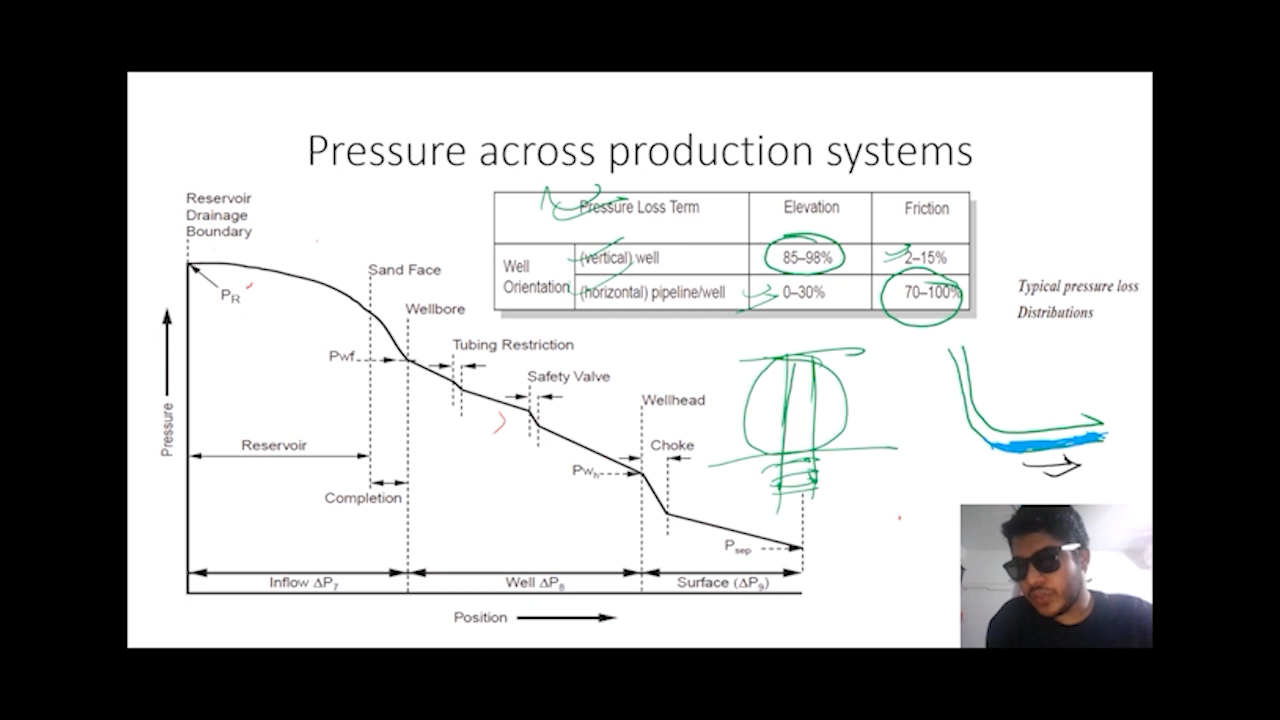 Pressure across production systems
Reservoir
Drainage
Boundary
Pressure Loss Term
Elevation
Friction
Well
Orientation
(vertical) well
85–98%
2–15%
(horizontal) pipeline/well
0–30%
70–100%
Typical pressure loss
Distributions
Sand Face
PR
Wellbore
Pwf
Tubing Restriction
Safety Valve
Wellhead
Choke
Reservoir
Completion
Pwh
Psep
Pressure
Inflow ΔP7
Well ΔP8
Surface (ΔP9)
Position